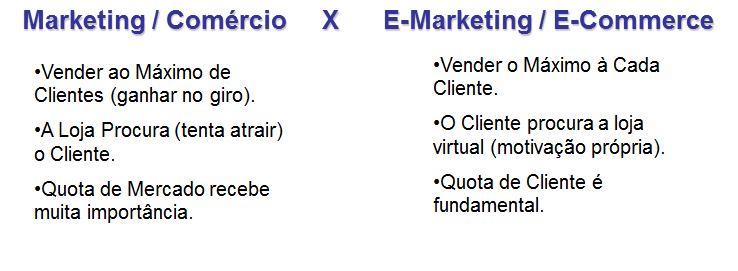 Marketing / Comércio X E-Marketing / E-Commerce
•Vender ao Máximo de
Clientes (ganhar no giro).
•A Loja Procura (tenta atrair)
o Cliente.
•Quota de Mercado recebe
muita importância.
•Vender o Máximo à Cada
Cliente.
•O Cliente procura a loja
virtual (motivação própria).
•Quota de Cliente é
fundamental.